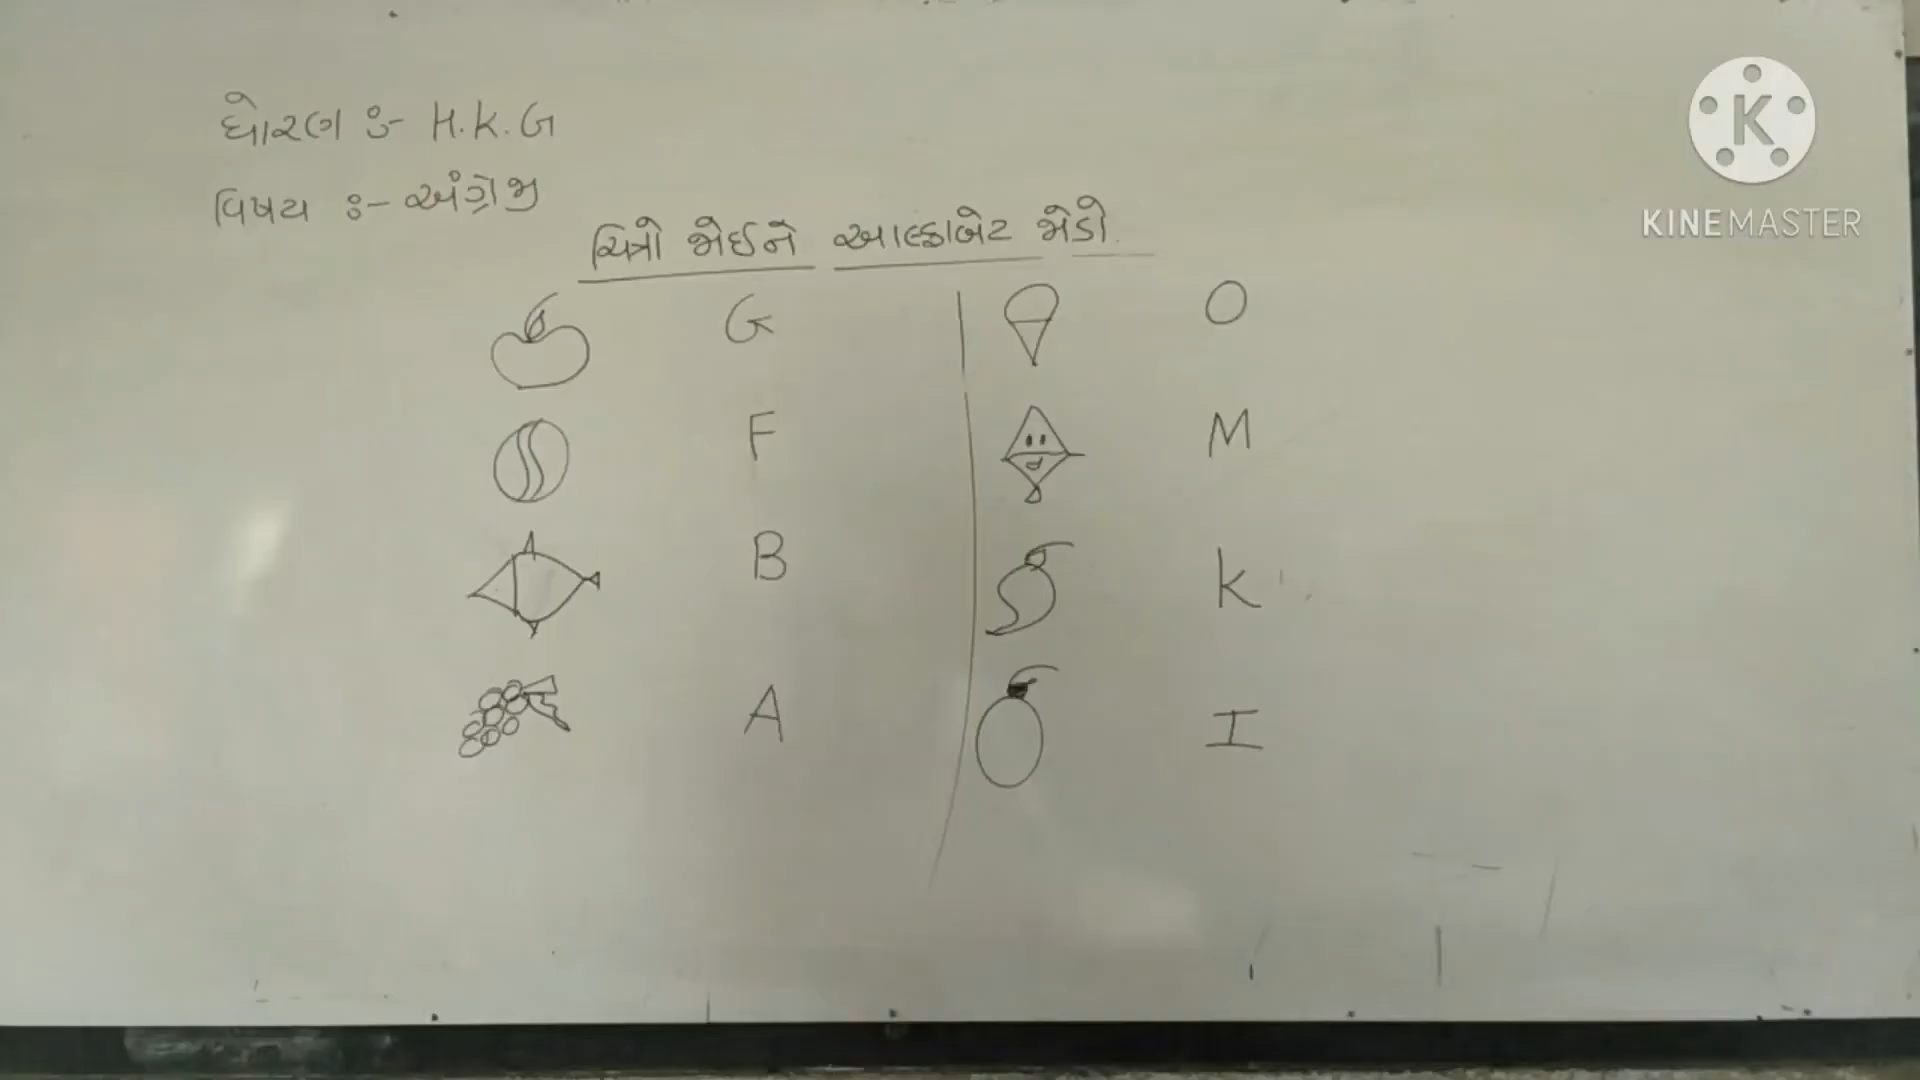 ધોરણ ઃ- H.K.G
વિષય ઃ- અંગ્રેજી
ચિત્રો જોઈને આલ્ફાબેટ જોડો.
G
F
B
A
O
M
K
I
K
KINEMASTER